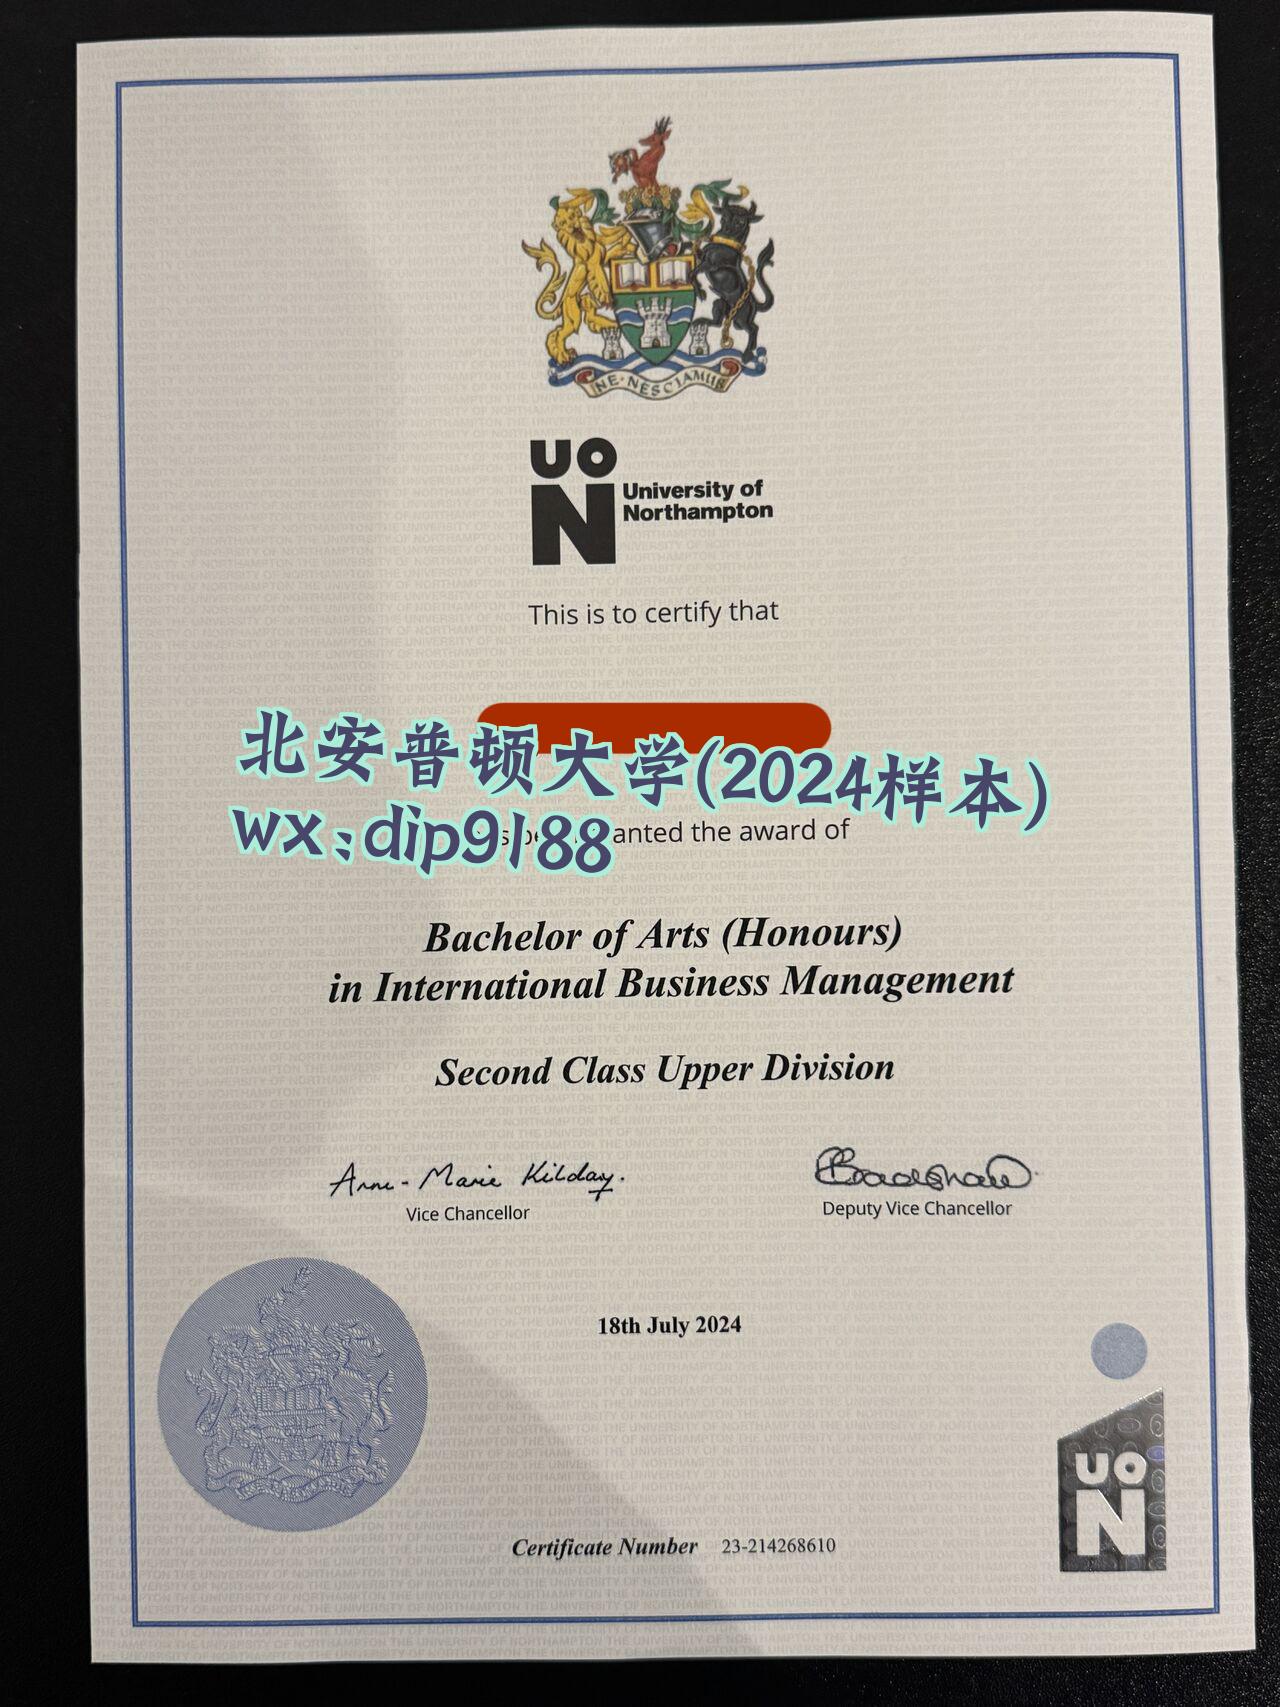 NE·NESCIAMUS
UON
University of
Northampton
This is to certify that
北安普顿大学(2024样本)
wx:dip9188
anted the award of
Bachelor of Arts (Honours)
in International Business Management
Second Class Upper Division
Anne-Marie Kilday.
Vice Chancellor
Deputy Vice Chancellor
18th July 2024
UON
Certificate Number 23-214268610